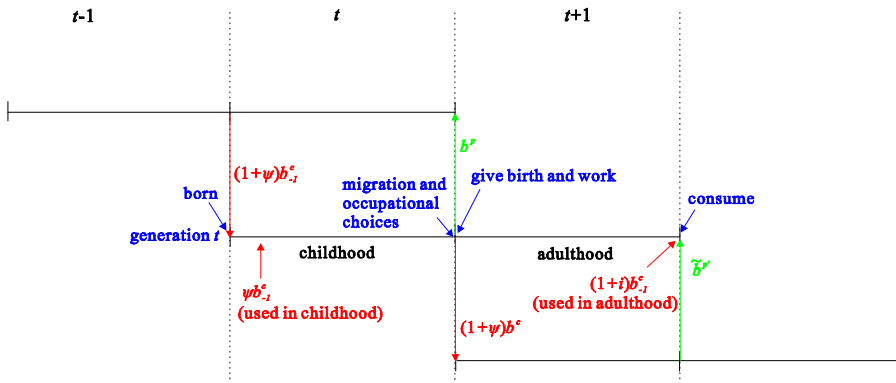 t-1 t t+1
b^p
(1+ψ)b^e_{-1}
give birth and work
migration and
occupational
choices
born
consume
generation t
childhood
adulthood
b̃^{p'}
(1+i)b^e_{-1}
(used in adulthood)
ψb^e_{-1}
(used in childhood)
(1+ψ)b^e